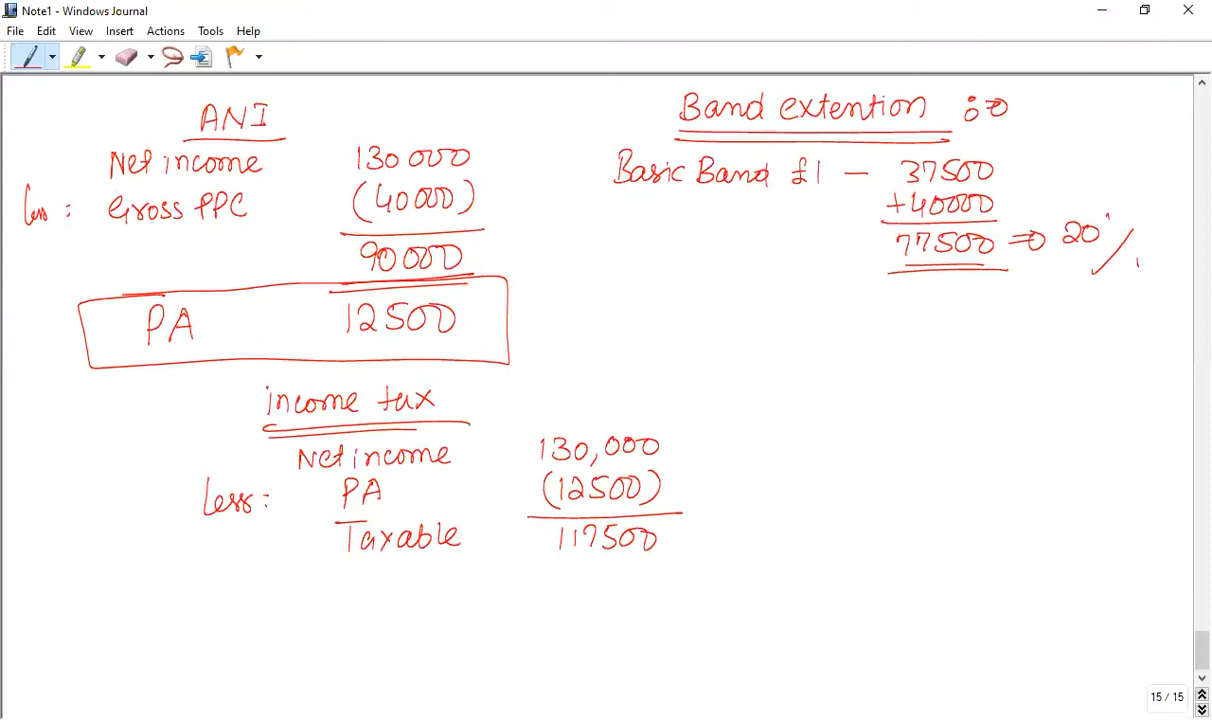 Note1 - Windows Journal
File Edit View Insert Actions Tools Help
ANI
Net income 130000
Less : Gross PPC (40000)
90000
PA 12500
Band extention :⇒
Basic Band £1 — 37500
+40000
77500 ⇒ 20%
income tax
Net income 130,000
Less: PA (12500)
Taxable 117500
15 / 15